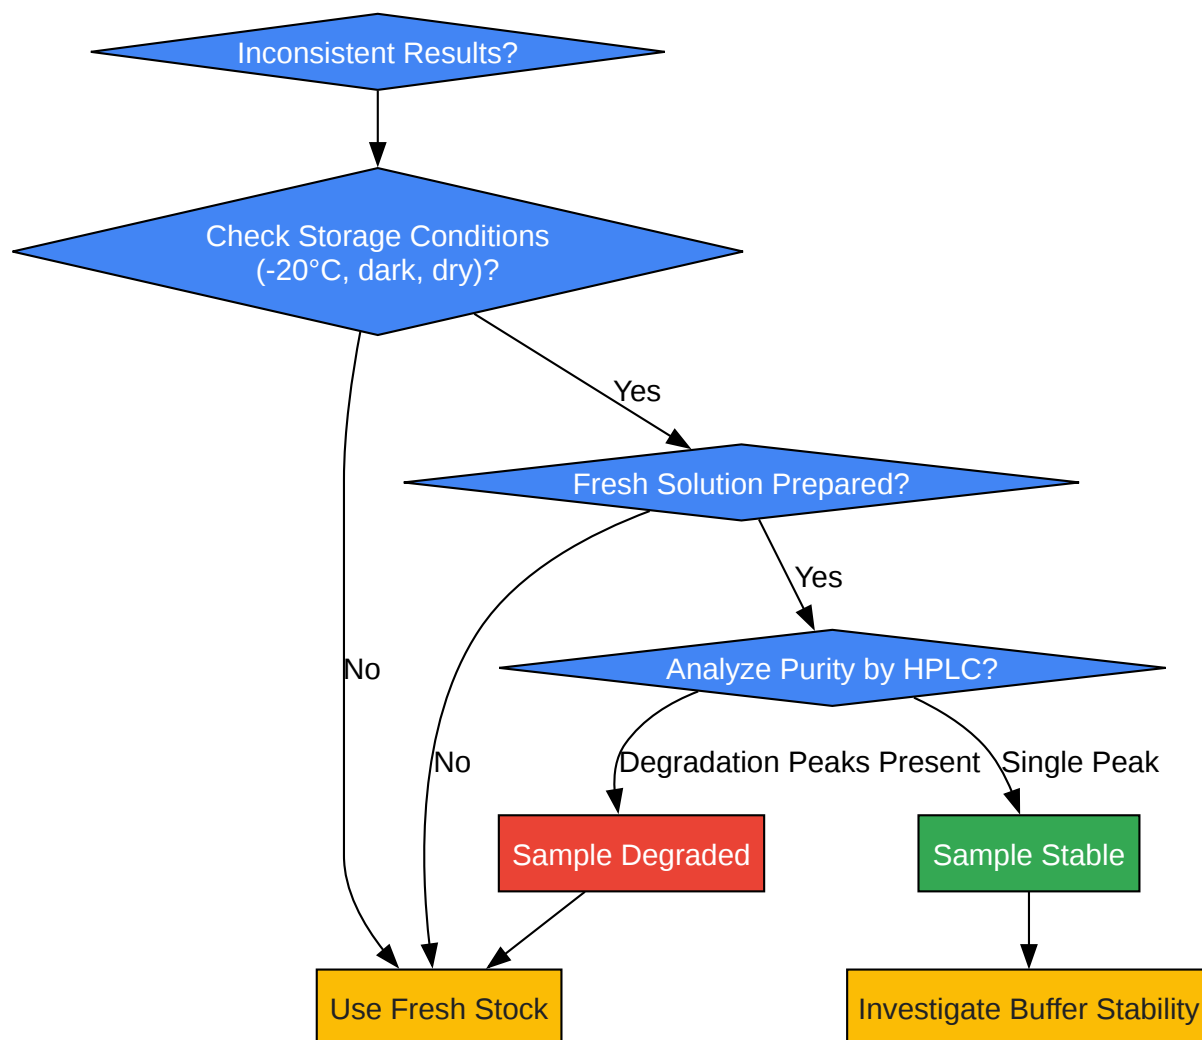 Inconsistent Results?
Check Storage Conditions
(-20°C, dark, dry)?
Yes
Fresh Solution Prepared?
Yes
No
Analyze Purity by HPLC?
No
Degradation Peaks Present
Single Peak
Sample Degraded
Sample Stable
Use Fresh Stock
Investigate Buffer Stability